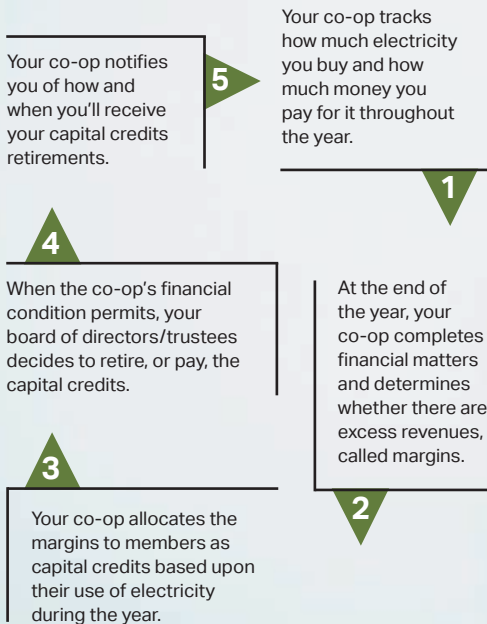 Your co-op tracks
how much electricity
you buy and how
much money you
pay for it throughout
the year.
1
At the end of
the year, your
co-op completes
financial matters
and determines
whether there are
excess revenues,
called margins.
2
3
Your co-op allocates the
margins to members as
capital credits based upon
their use of electricity
during the year.
4
When the co-op's financial
condition permits, your
board of directors/trustees
decides to retire, or pay, the
capital credits.
Your co-op notifies
you of how and
when you'll receive
your capital credits
retirements.
5